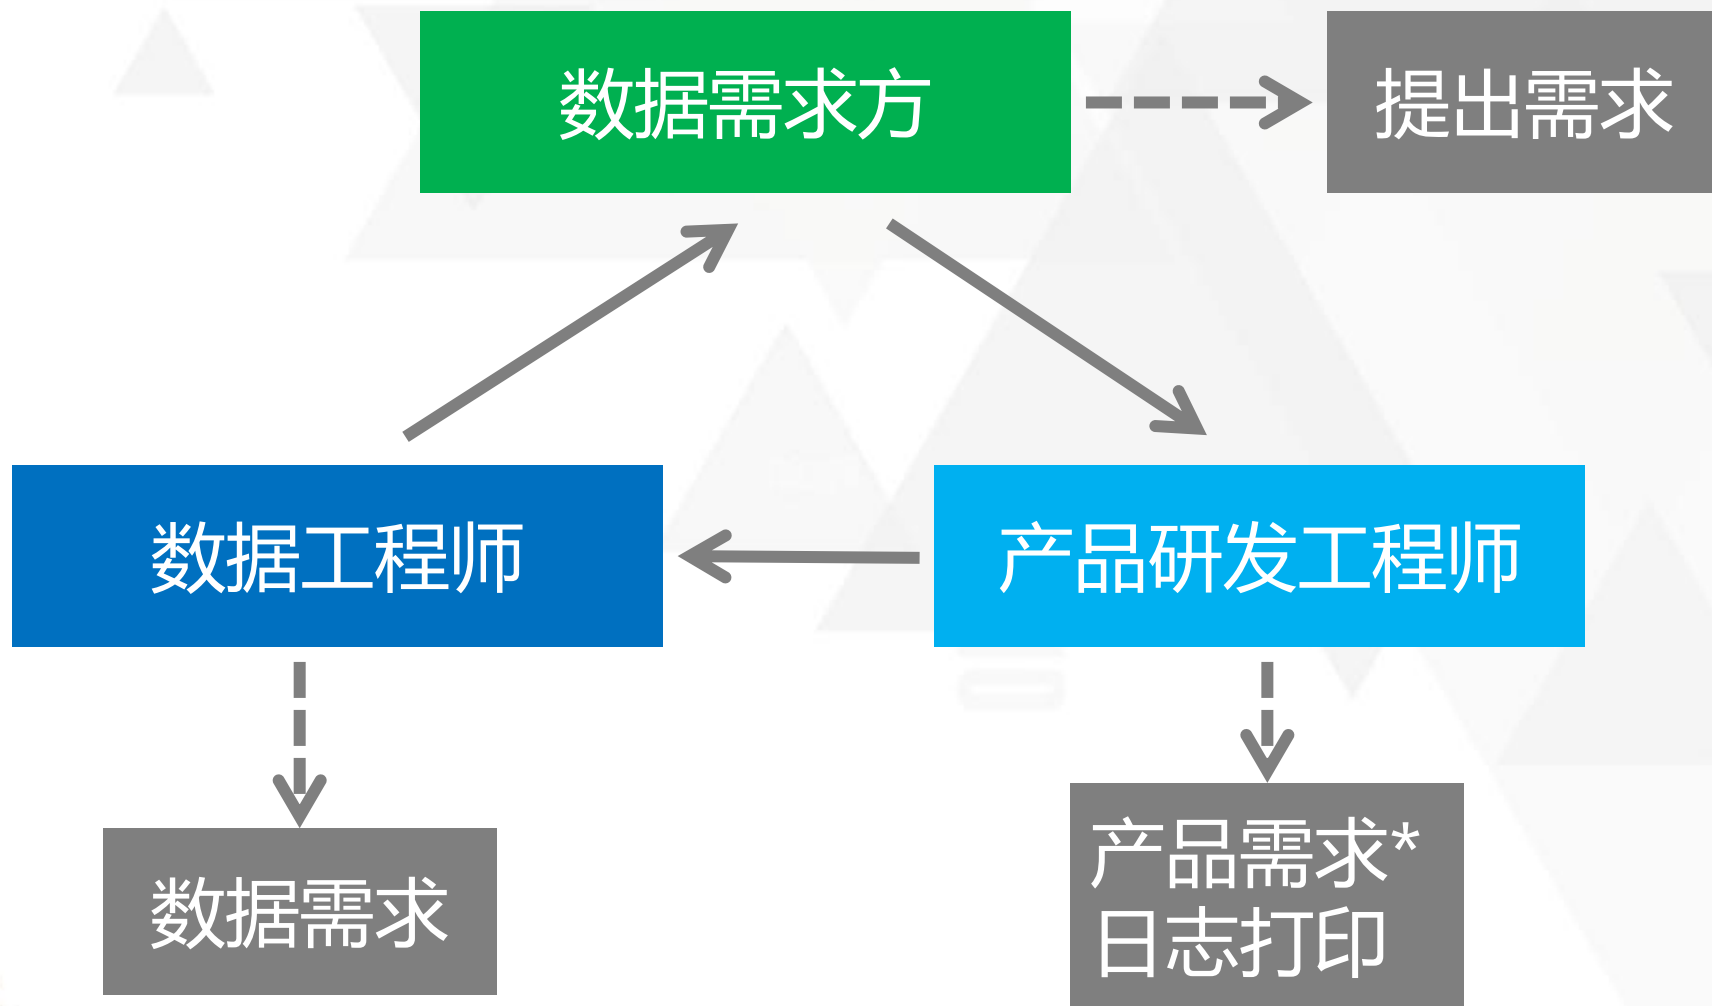 数据需求方
提出需求
数据工程师
产品研发工程师
数据需求
产品需求*
日志打印